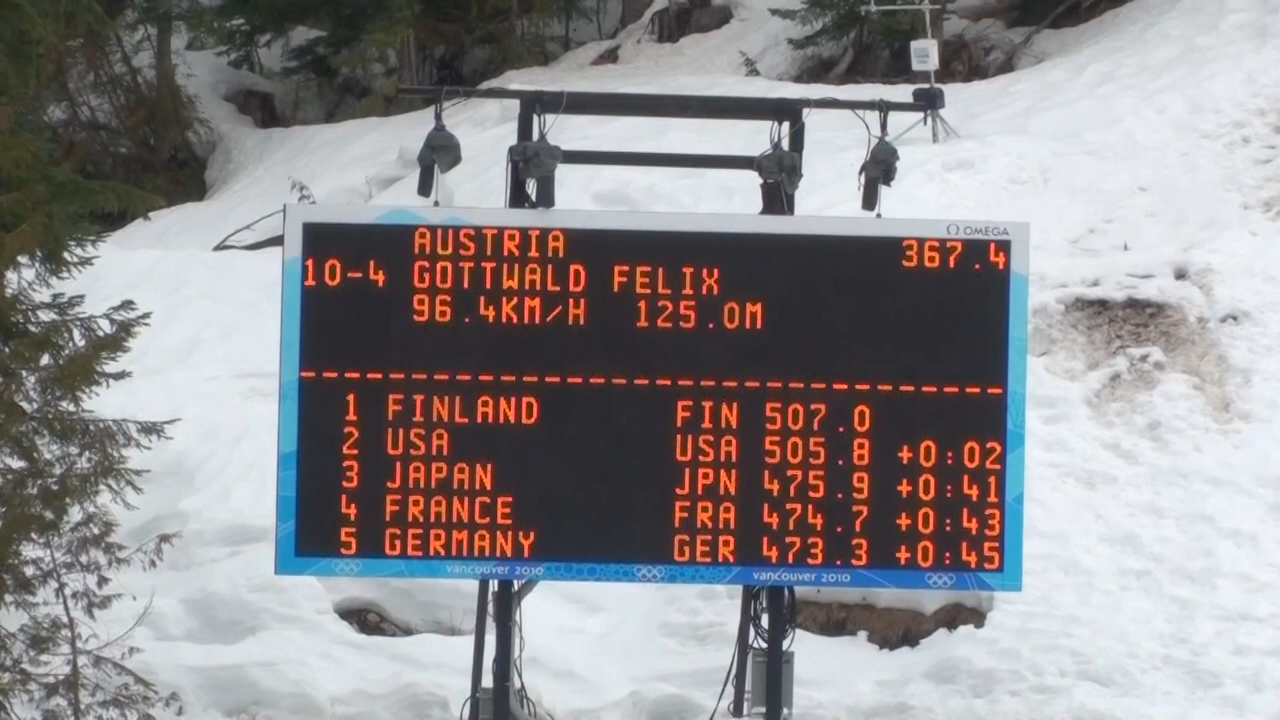 Ω OMEGA
AUSTRIA 367.4
10-4 GOTTWALD FELIX
96.4KM/H 125.0M
1 FINLAND FIN 507.0
2 USA USA 505.8 +0:02
3 JAPAN JPN 475.9 +0:41
4 FRANCE FRA 474.7 +0:43
5 GERMANY GER 473.3 +0:45
vancouver 2010 vancouver 2010